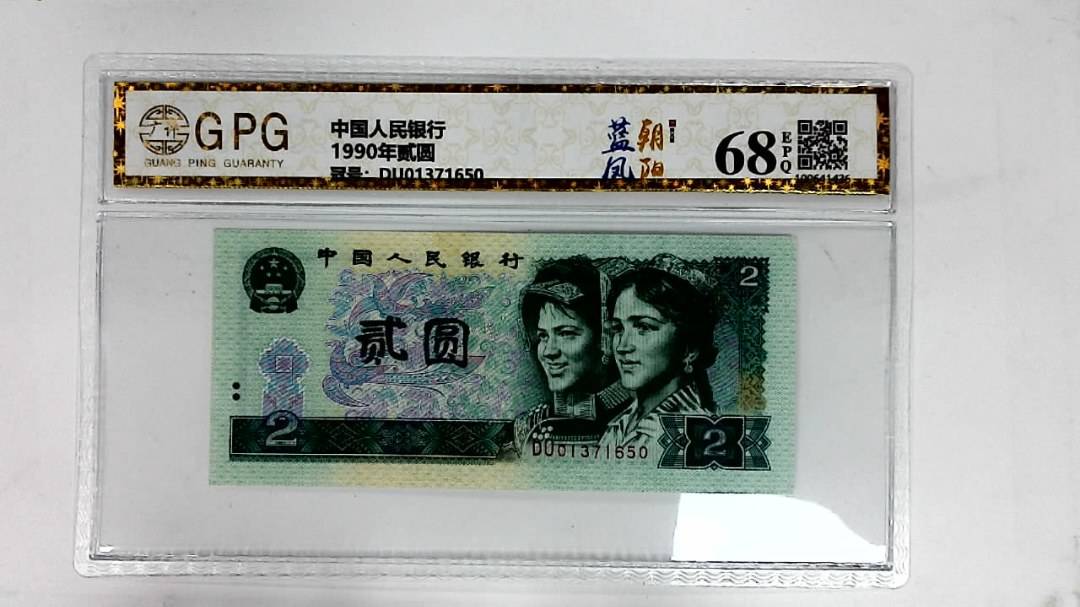 GPG
GUANG PING GUARANTY
中国人民银行
1990年贰圆
冠号: DU01371650
蓝凤
朝阳
68
EPQ
中国人民银行
2
贰圆
2
DU01371650
2